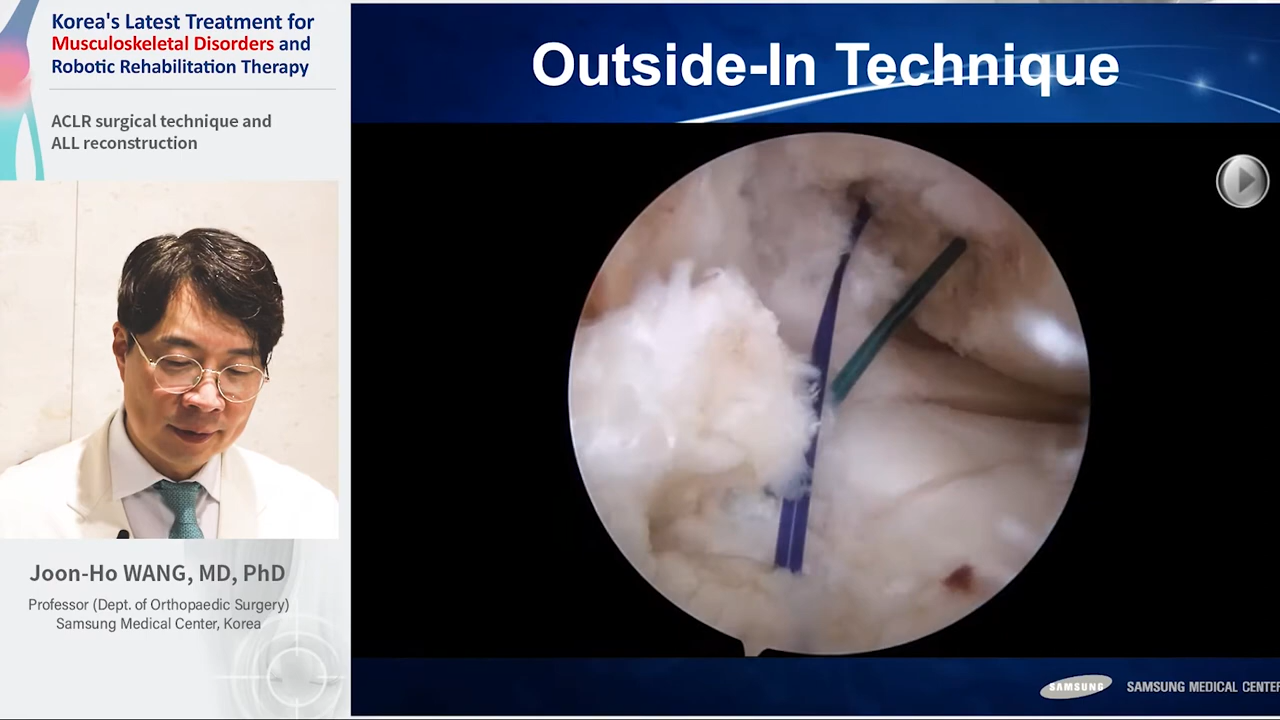 Korea's Latest Treatment for
Musculoskeletal Disorders and
Robotic Rehabilitation Therapy
ACLR surgical technique and
ALL reconstruction
Joon-Ho WANG, MD, PhD
Professor (Dept. of Orthopaedic Surgery)
Samsung Medical Center, Korea
Outside-In Technique
SAMSUNG SAMSUNG MEDICAL CENTER